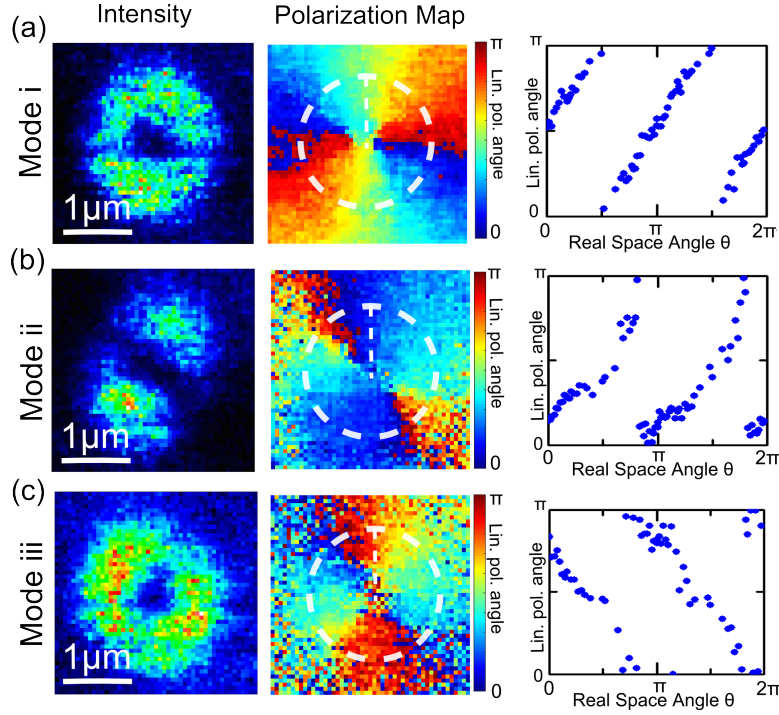 Intensity
Polarization Map
(a)
Mode i
1μm
π
Lin. pol. angle
0
π
Lin. pol. angle
0
0
π
2π
Real Space Angle θ
(b)
Mode ii
1μm
π
Lin. pol. angle
0
π
Lin. pol. angle
0
0
π
2π
Real Space Angle θ
(c)
Mode iii
1μm
π
Lin. pol. angle
0
π
Lin. pol. angle
0
0
π
2π
Real Space Angle θ